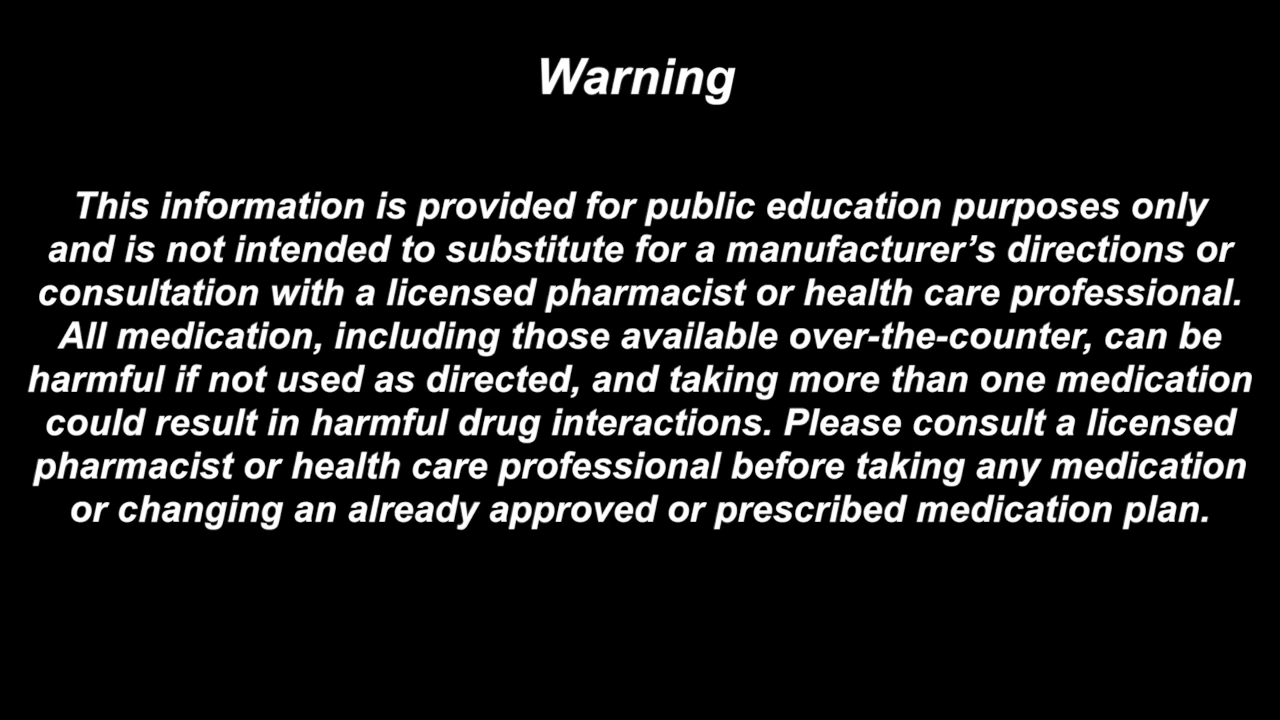 Warning
This information is provided for public education purposes only
and is not intended to substitute for a manufacturer’s directions or
consultation with a licensed pharmacist or health care professional.
All medication, including those available over-the-counter, can be
harmful if not used as directed, and taking more than one medication
could result in harmful drug interactions. Please consult a licensed
pharmacist or health care professional before taking any medication
or changing an already approved or prescribed medication plan.